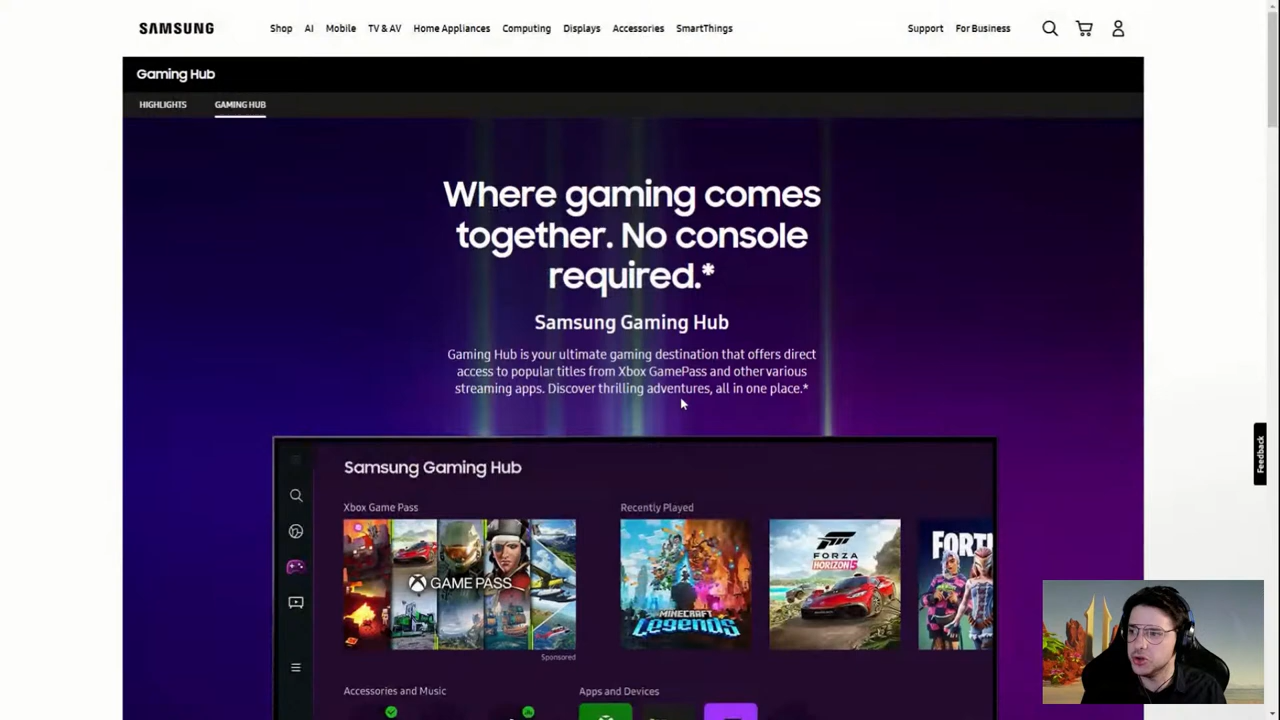 SAMSUNG
Shop AI Mobile TV & AV Home Appliances Computing Displays Accessories SmartThings
Support For Business
Gaming Hub
HIGHLIGHTS GAMING HUB
Where gaming comes
together. No console
required.*
Samsung Gaming Hub
Gaming Hub is your ultimate gaming destination that offers direct
access to popular titles from Xbox GamePass and other various
streaming apps. Discover thrilling adventures, all in one place.*
Feedback
Samsung Gaming Hub
Xbox Game Pass
Recently Played
GAME PASS
MINECRAFT
LEGENDS
FORZA
HORIZON 5
Sponsored
Accessories and Music
Apps and Devices